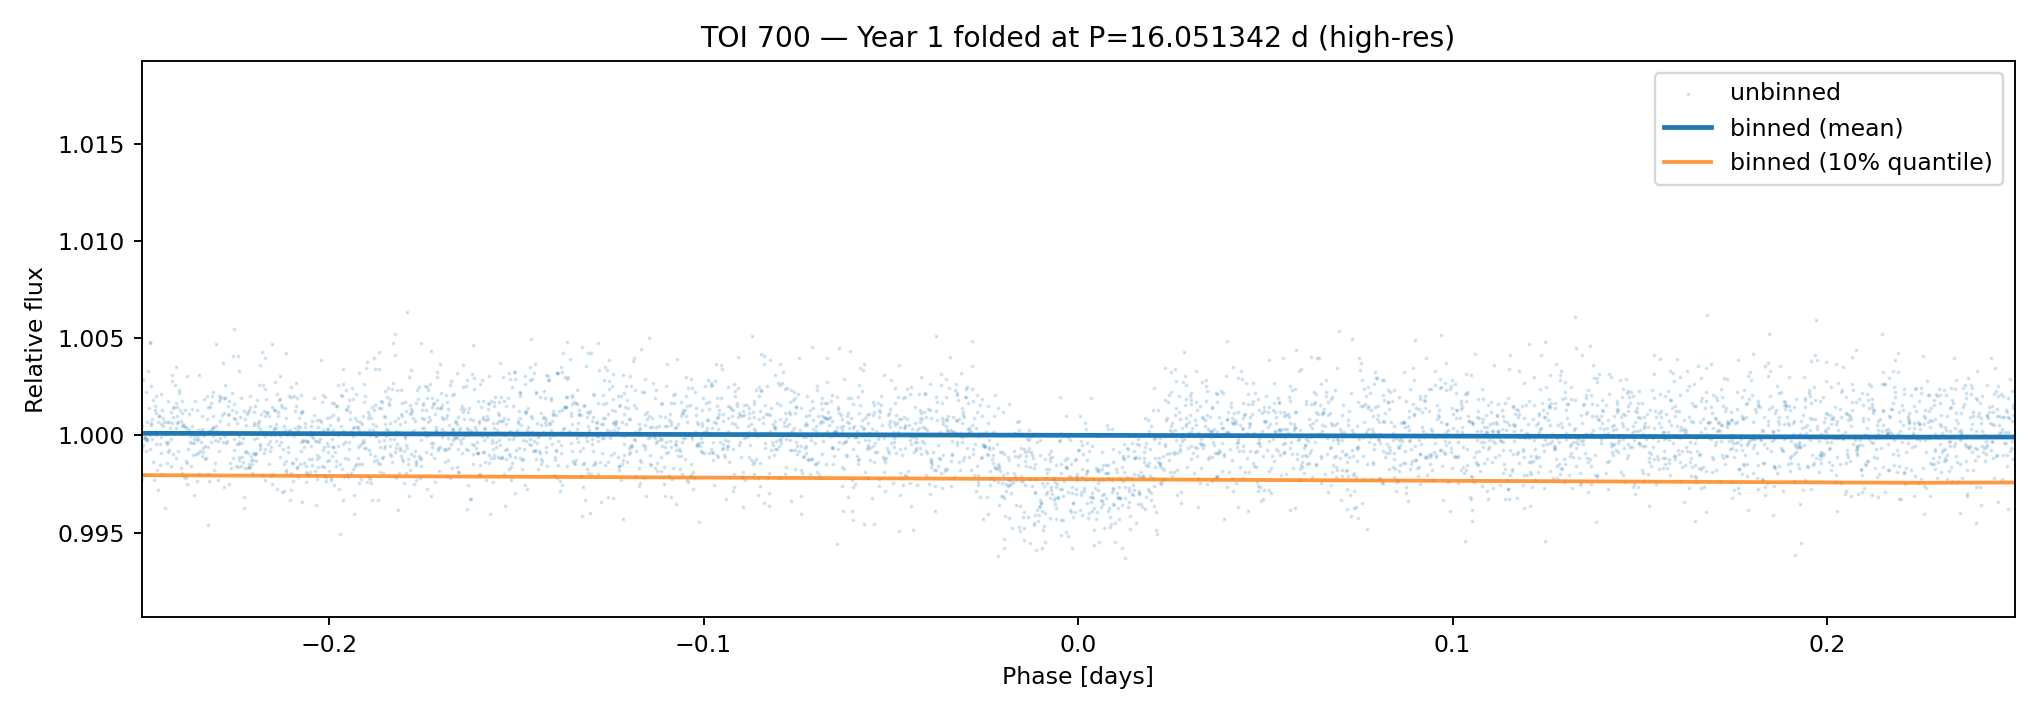 TOI 700 — Year 1 folded at P=16.051342 d (high-res)
unbinned
binned (mean)
binned (10% quantile)
Relative flux
1.015
1.010
1.005
1.000
0.995
−0.2
−0.1
0.0
0.1
0.2
Phase [days]